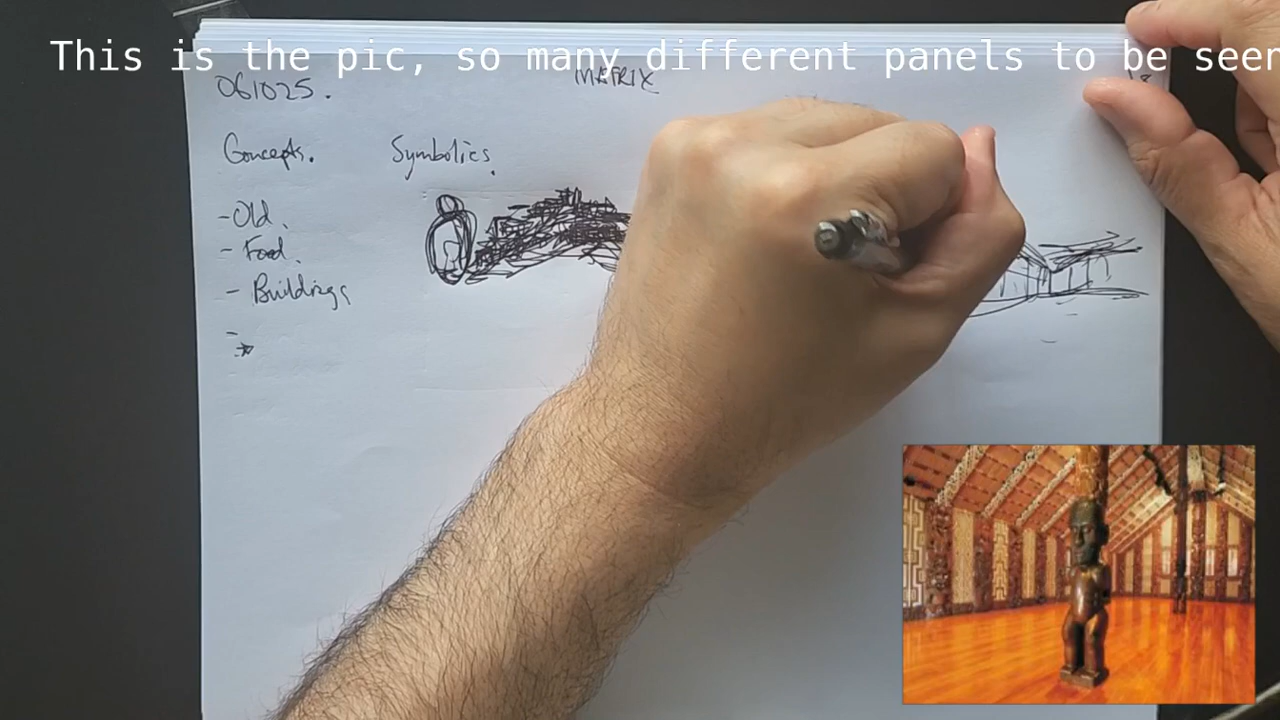 This is the pic, so many different panels to be seen
MATRIX
061025.
Concepts.
Symbolics.
- Old.
- Food.
- Buildings